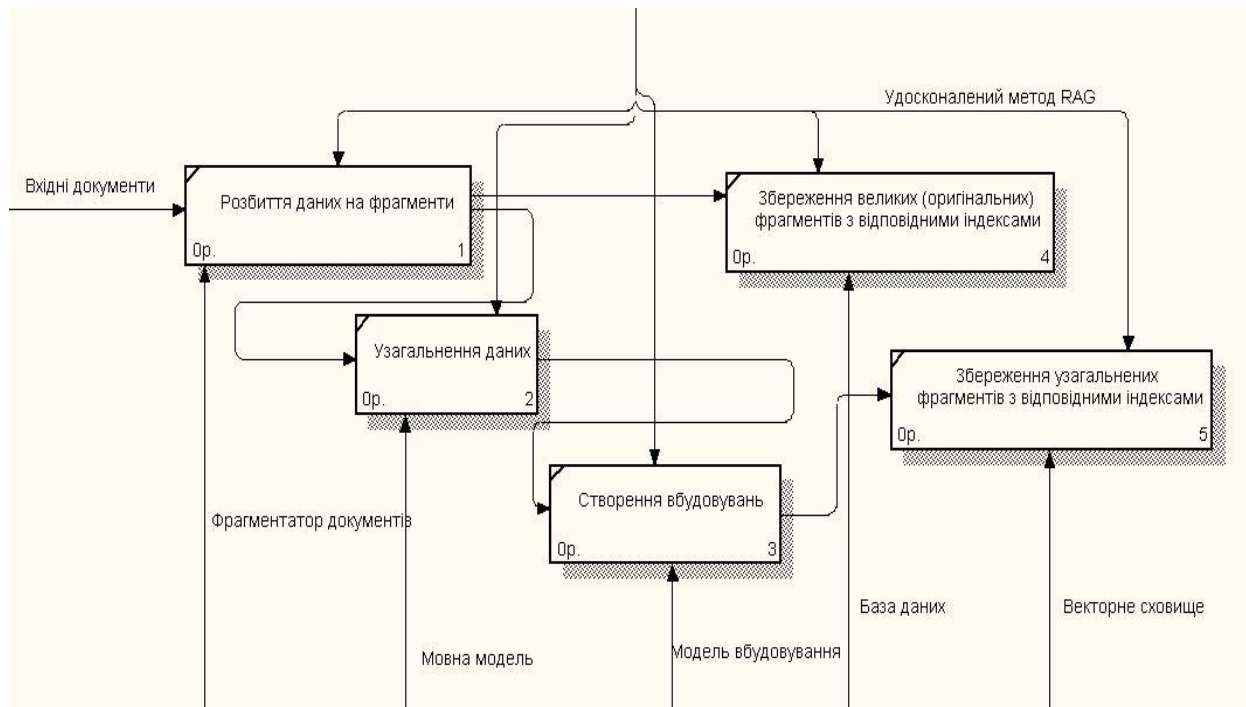 Удосконалений метод RAG
Вхідні документи
Розбиття даних на фрагменти
0р.
1
Збереження великих (оригінальних)
фрагментів з відповідними індексами
0р.
4
Узагальнення даних
0р.
2
Збереження узагальнених
фрагментів з відповідними індексами
0р.
5
Створення вбудовувань
0р.
3
Фрагментатор документів
База даних
Векторне сховище
Мовна модель
Модель вбудовування